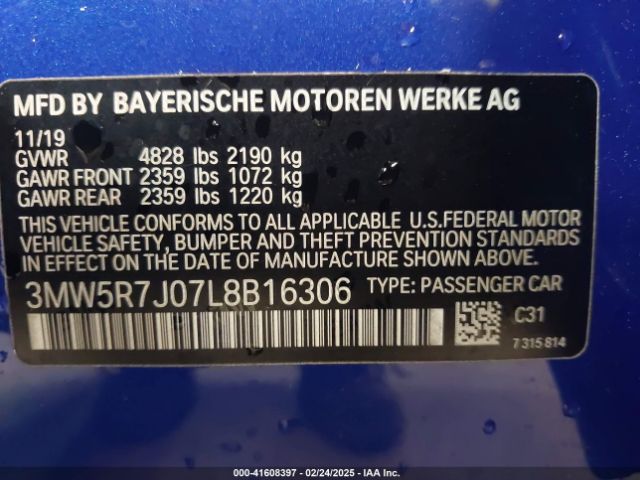 MFD BY BAYERISCHE MOTOREN WERKE AG
11/19
GVWR 4828 lbs 2190 kg
GAWR FRONT 2359 lbs 1072 kg
GAWR REAR 2359 lbs 1220 kg
THIS VEHICLE CONFORMS TO ALL APPLICABLE U.S.FEDERAL MOTOR
VEHICLE SAFETY, BUMPER AND THEFT PREVENTION STANDARDS
IN EFFECT ON THE DATE OF MANUFACTURE SHOWN ABOVE.
3MW5R7J07L8B16306 TYPE: PASSENGER CAR
C31
7 315 814
000-41608397 - 02/24/2025 - IAA Inc.